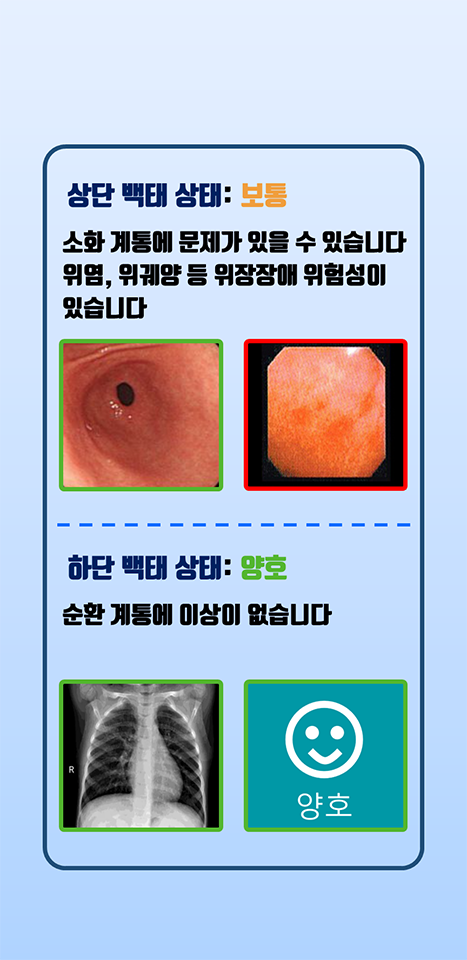 상단 백태 상태: 보통
소화 계통에 문제가 있을 수 있습니다
위염, 위궤양 등 위장장애 위험성이
있습니다
하단 백태 상태: 양호
순환 계통에 이상이 없습니다
R
양호